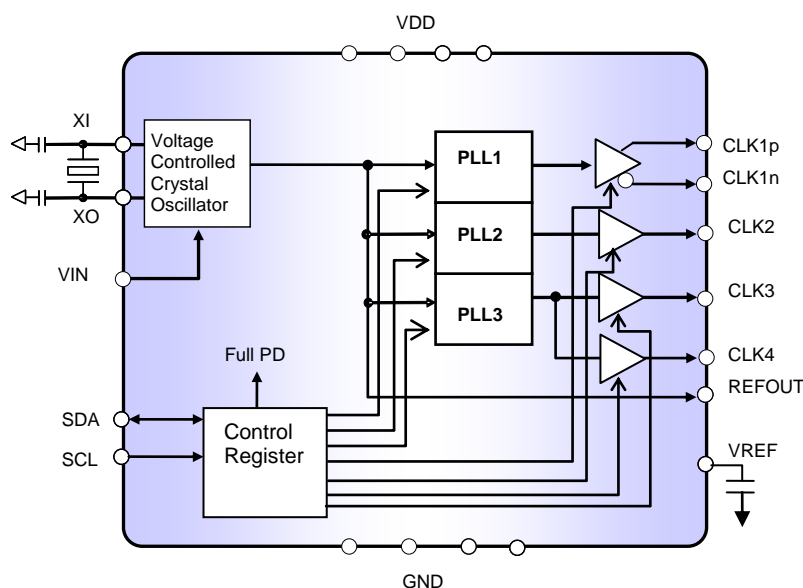 VDD
XI
Voltage
Controlled
Crystal
Oscillator
XO
VIN
PLL1
PLL2
PLL3
CLK1p
CLK1n
CLK2
CLK3
CLK4
REFOUT
Full PD
SDA
SCL
Control
Register
VREF
GND